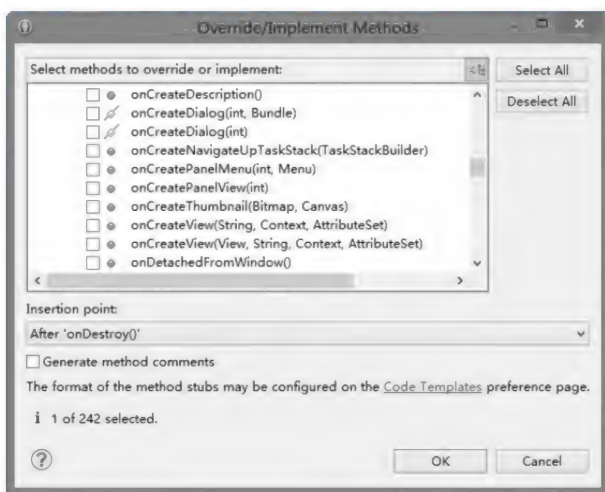 Override/Implement Methods
Select methods to override or implement:
Select All
onCreateDescription()
Deselect All
onCreateDialog(int, Bundle)
onCreateDialog(int)
onCreateNavigateUpTaskStack(TaskStackBuilder)
onCreatePanelMenu(int, Menu)
onCreatePanelView(int)
onCreateThumbnail(Bitmap, Canvas)
onCreateView(String, Context, AttributeSet)
onCreateView(View, String, Context, AttributeSet)
onDetachedFromWindow()
Insertion point:
After 'onDestroy()'
Generate method comments
The format of the method stubs may be configured on the Code Templates preference page.
i 1 of 242 selected.
? OK Cancel